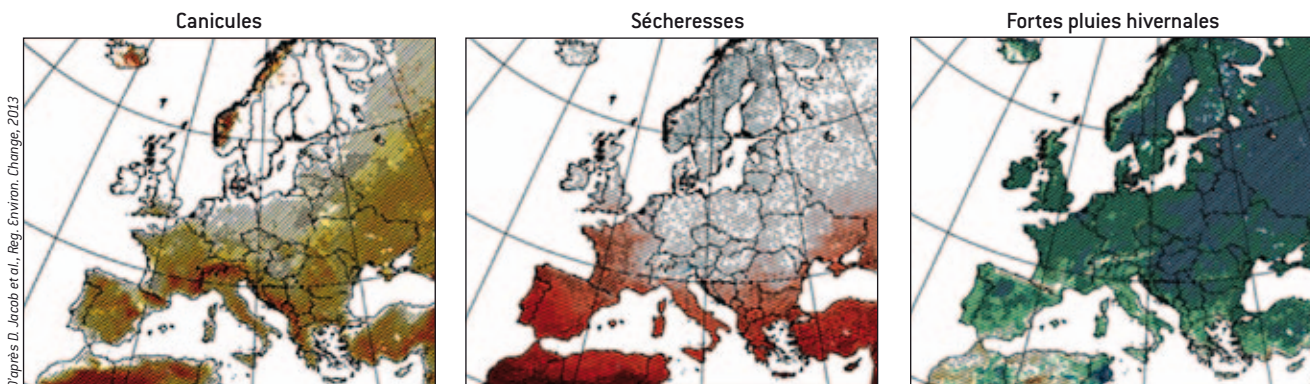 Canicules
Sécheresses
Fortes pluies hivernales
D'après D. Jacob et al., Reg. Environ. Change, 2013